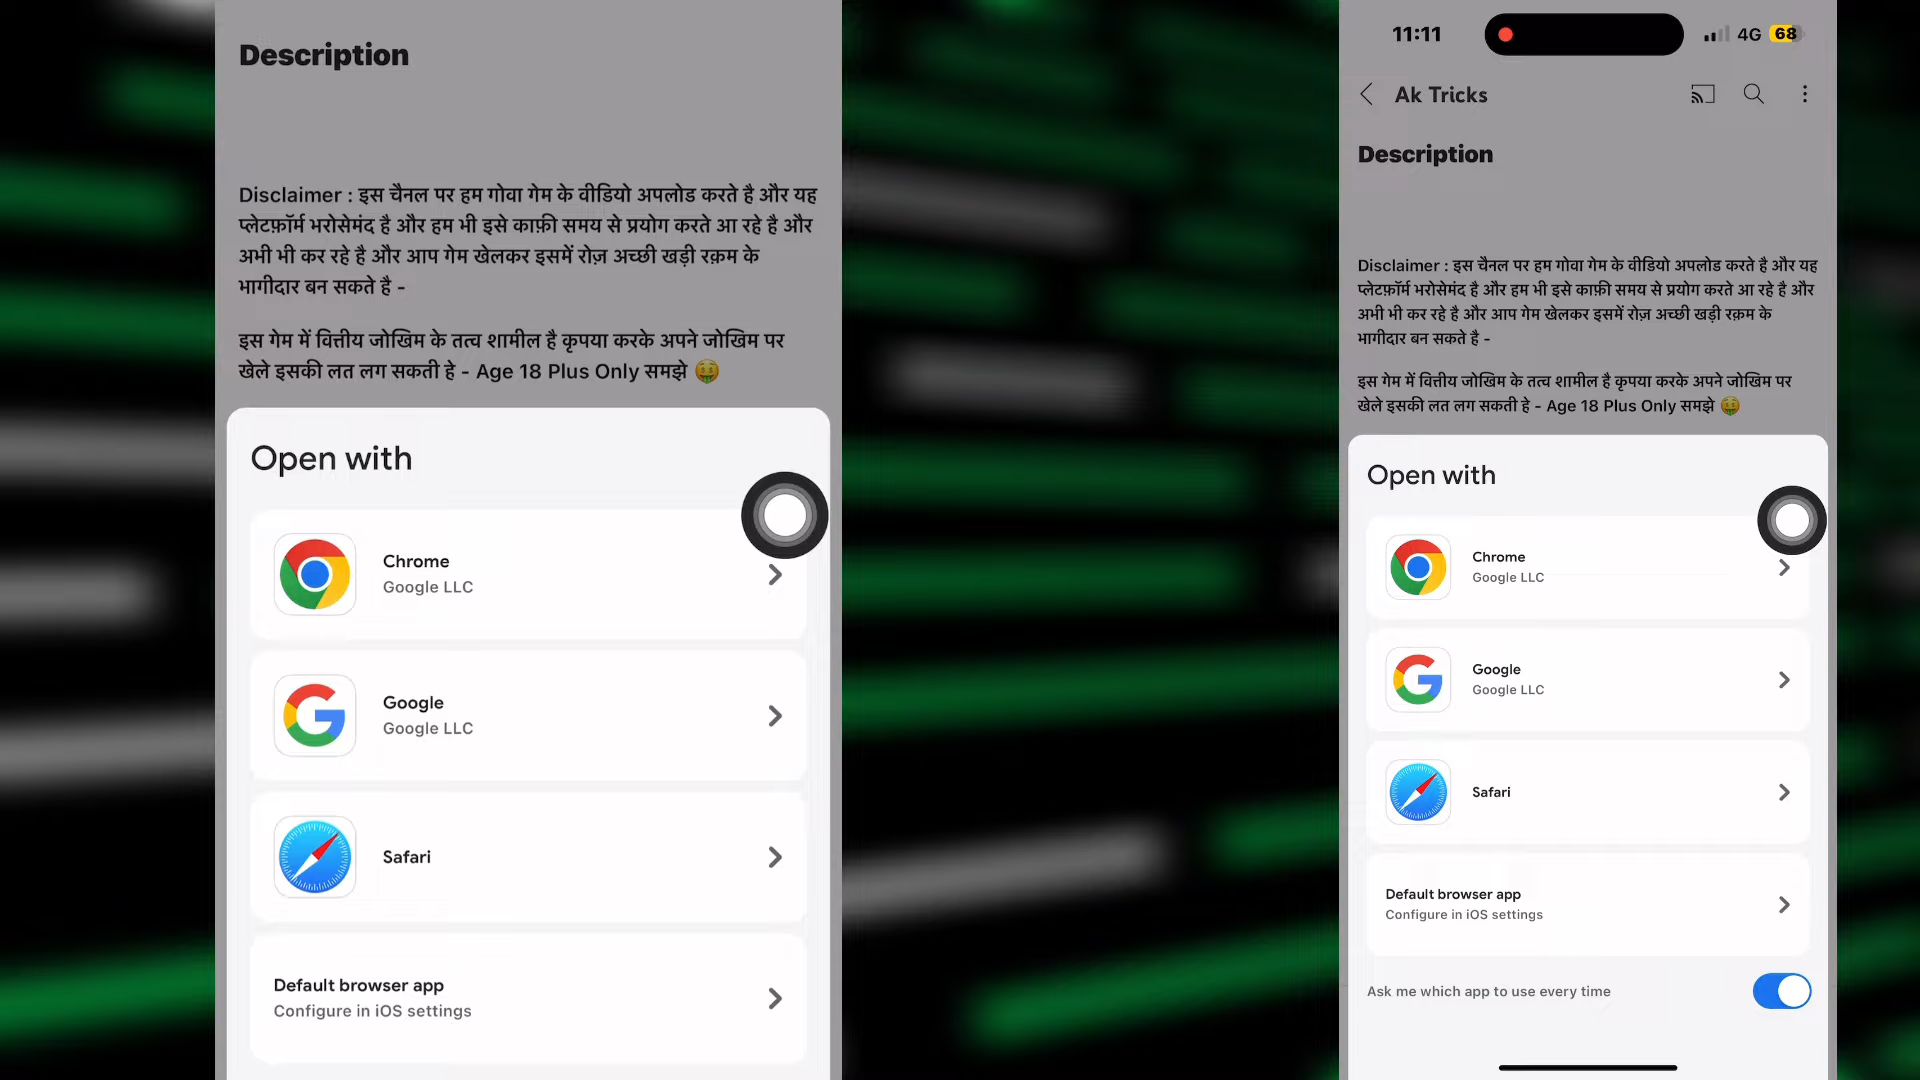 Description
Disclaimer : इस चैनल पर हम गोवा गेम के वीडियो अपलोड करते है और यह
प्लेटफ़ॉर्म भरोसेमंद है और हम भी इसे काफ़ी समय से प्रयोग करते आ रहे है और
अभी भी कर रहे है और आप गेम खेलकर इसमें रोज़ अच्छी खड़ी रक़म के
भागीदार बन सकते है -
इस गेम में वित्तीय जोखिम के तत्व शामील है कृपया करके अपने जोखिम पर
खेले इसकी लत लग सकती हे - Age 18 Plus Only समझे 🤑
Open with
Chrome
Google LLC
Google
Google LLC
Safari
Default browser app
Configure in iOS settings
11:11
4G 68
Ak Tricks
Description
Disclaimer : इस चैनल पर हम गोवा गेम के वीडियो अपलोड करते है और यह
प्लेटफ़ॉर्म भरोसेमंद है और हम भी इसे काफ़ी समय से प्रयोग करते आ रहे है और
अभी भी कर रहे है और आप गेम खेलकर इसमें रोज़ अच्छी खड़ी रक़म के
भागीदार बन सकते है -
इस गेम में वित्तीय जोखिम के तत्व शामील है कृपया करके अपने जोखिम पर
खेले इसकी लत लग सकती हे - Age 18 Plus Only समझे 🤑
Open with
Chrome
Google LLC
Google
Google LLC
Safari
Default browser app
Configure in iOS settings
Ask me which app to use every time